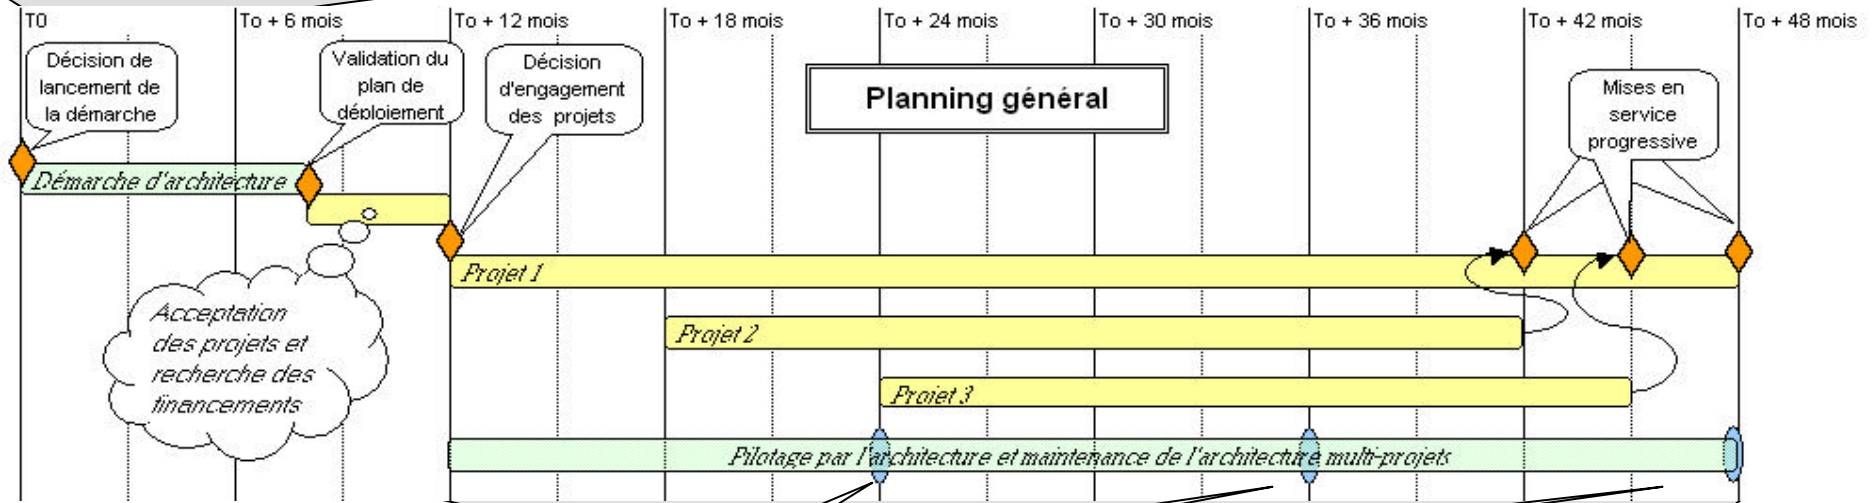 T0
To + 6 mois
To + 12 mois
To + 18 mois
To + 24 mois
To + 30 mois
To + 36 mois
To + 42 mois
To + 48 mois
Décision de
lancement de
la démarche
Validation du
plan de
déploiement
Décision
d'engagement
des projets
Planning général
Mises en
service
progressive
Démarche d'architecture
Projet 1
Acceptation
des projets et
recherche des
financements
Projet 2
Projet 3
Pilotage par l'architecture et maintenance de l'architecture multi-projets